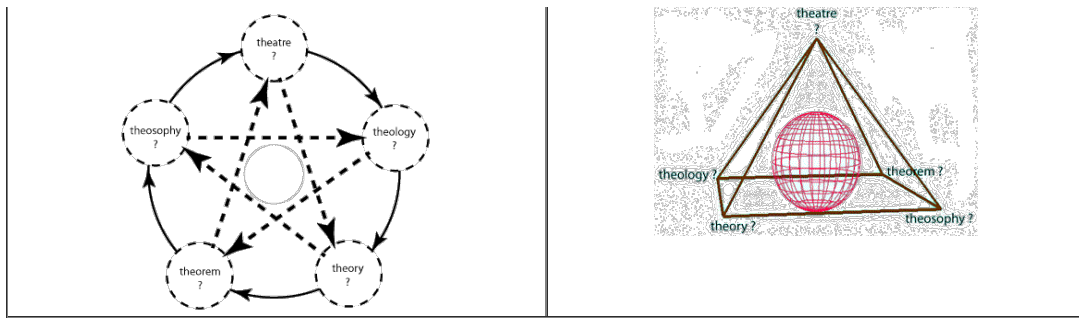 theatre
?
theosophy
?
theology
?
theorem
?
theory
?
theatre
?
theology ?
theorem ?
theosophy ?
theory ?